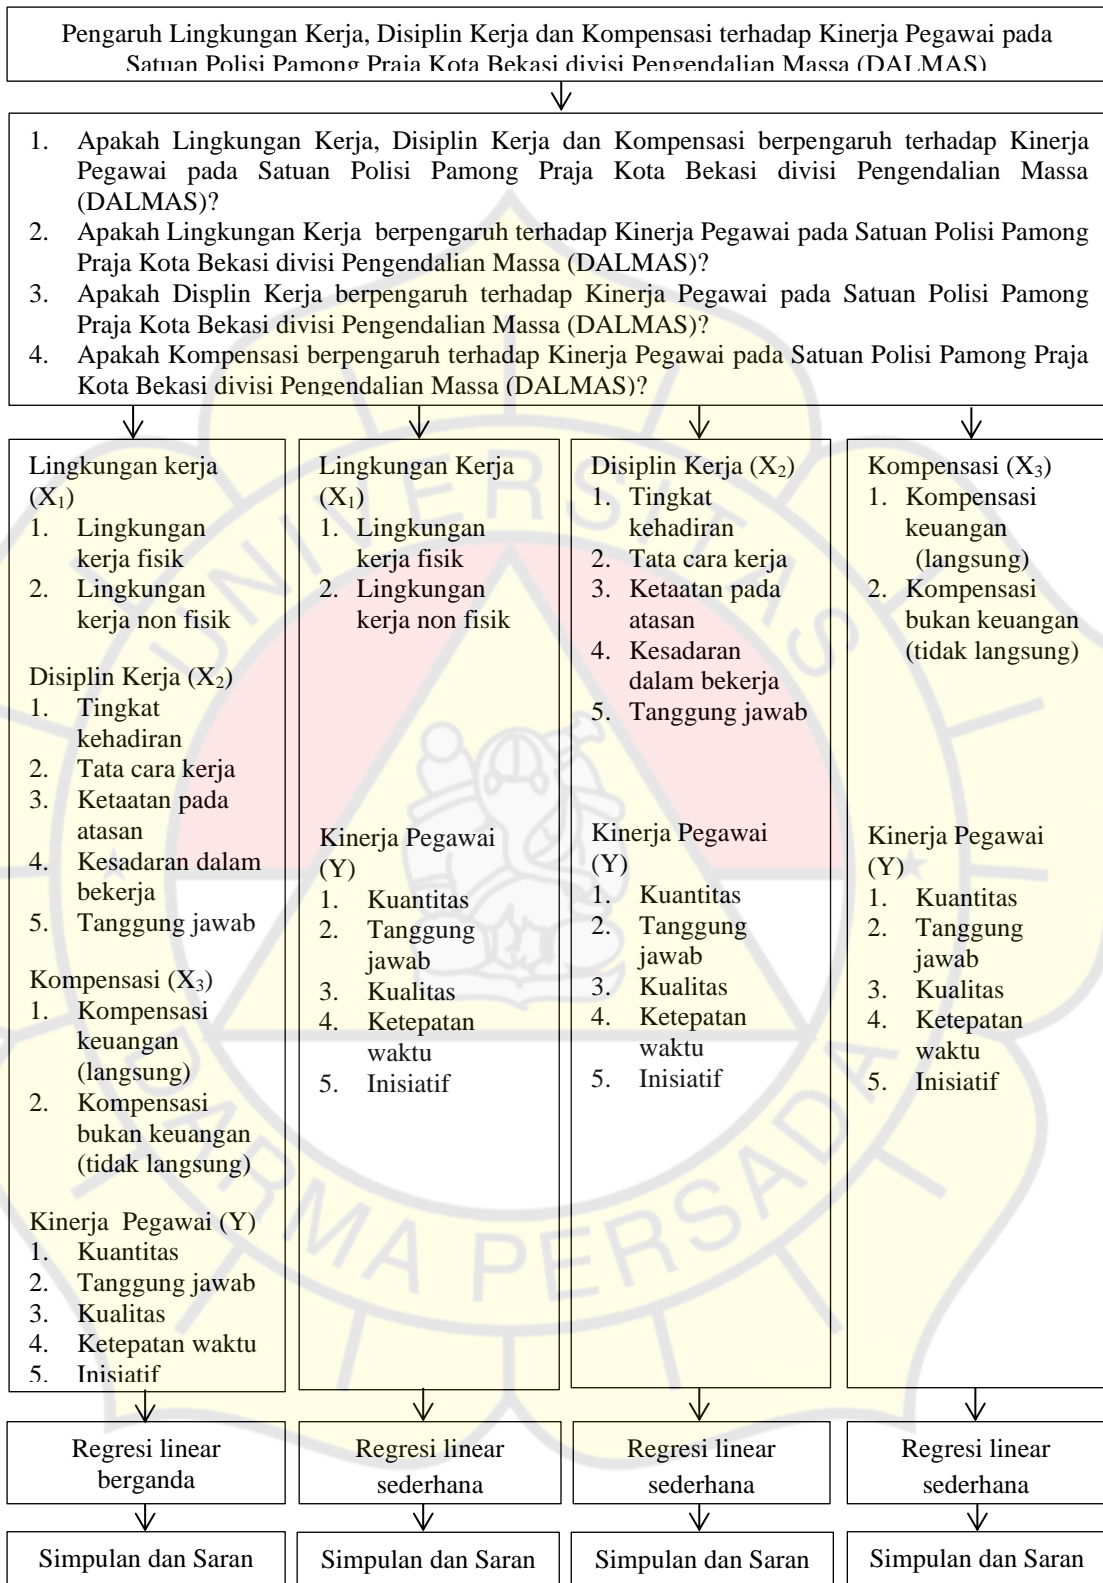 Pengaruh Lingkungan Kerja, Disiplin Kerja dan Kompensasi terhadap Kinerja Pegawai pada
Satuan Polisi Pamong Praja Kota Bekasi divisi Pengendalian Massa (DALMAS)
1. Apakah Lingkungan Kerja, Disiplin Kerja dan Kompensasi berpengaruh terhadap Kinerja
Pegawai pada Satuan Polisi Pamong Praja Kota Bekasi divisi Pengendalian Massa
(DALMAS)?
2. Apakah Lingkungan Kerja berpengaruh terhadap Kinerja Pegawai pada Satuan Polisi Pamong
Praja Kota Bekasi divisi Pengendalian Massa (DALMAS)?
3. Apakah Displin Kerja berpengaruh terhadap Kinerja Pegawai pada Satuan Polisi Pamong
Praja Kota Bekasi divisi Pengendalian Massa (DALMAS)?
4. Apakah Kompensasi berpengaruh terhadap Kinerja Pegawai pada Satuan Polisi Pamong Praja
Kota Bekasi divisi Pengendalian Massa (DALMAS)?
Lingkungan kerja
(X₁)
1. Lingkungan
kerja fisik
2. Lingkungan
kerja non fisik
Disiplin Kerja (X₂)
1. Tingkat
kehadiran
2. Tata cara kerja
3. Ketaatan pada
atasan
4. Kesadaran dalam
bekerja
5. Tanggung jawab
Kompensasi (X₃)
1. Kompensasi
keuangan
(langsung)
2. Kompensasi
bukan keuangan
(tidak langsung)
Kinerja Pegawai (Y)
1. Kuantitas
2. Tanggung jawab
3. Kualitas
4. Ketepatan waktu
5. Inisiatif
Lingkungan Kerja
(X₁)
1. Lingkungan
kerja fisik
2. Lingkungan
kerja non fisik
Kinerja Pegawai
(Y)
1. Kuantitas
2. Tanggung
jawab
3. Kualitas
4. Ketepatan
waktu
5. Inisiatif
Disiplin Kerja (X₂)
1. Tingkat
kehadiran
2. Tata cara kerja
3. Ketaatan pada
atasan
4. Kesadaran
dalam bekerja
5. Tanggung jawab
Kinerja Pegawai
(Y)
1. Kuantitas
2. Tanggung
jawab
3. Kualitas
4. Ketepatan
waktu
5. Inisiatif
Kompensasi (X₃)
1. Kompensasi
keuangan
(langsung)
2. Kompensasi
bukan keuangan
(tidak langsung)
Kinerja Pegawai
(Y)
1. Kuantitas
2. Tanggung
jawab
3. Kualitas
4. Ketepatan
waktu
5. Inisiatif
Regresi linear
berganda
Regresi linear
sederhana
Regresi linear
sederhana
Regresi linear
sederhana
Simpulan dan Saran
Simpulan dan Saran
Simpulan dan Saran
Simpulan dan Saran
UNIVERSITAS
DARMA PERSADA